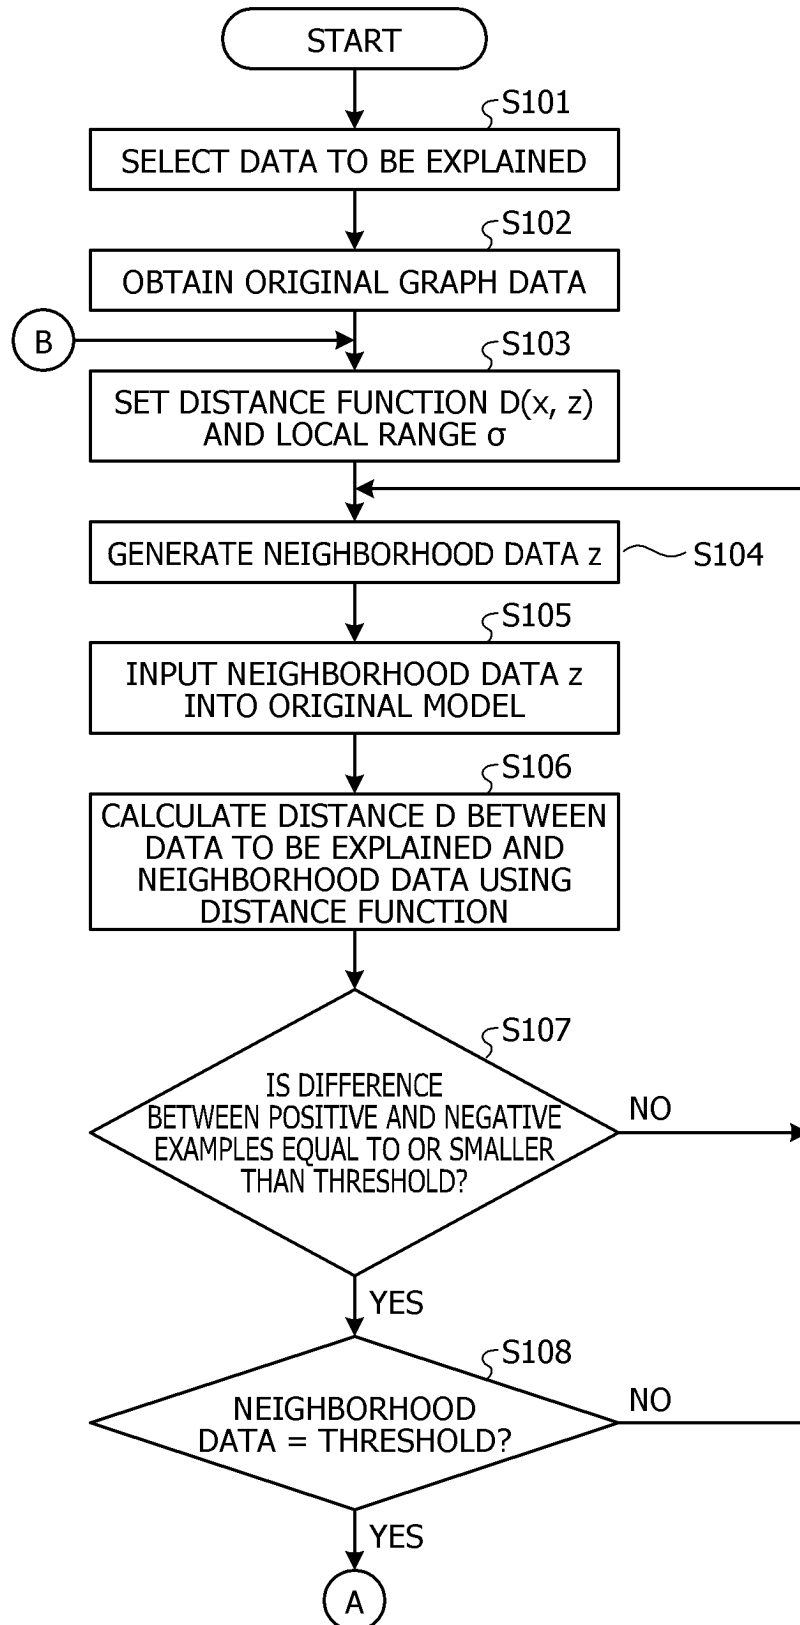 START
S101
SELECT DATA TO BE EXPLAINED
S102
OBTAIN ORIGINAL GRAPH DATA
B
S103
SET DISTANCE FUNCTION D(x, z)
AND LOCAL RANGE σ
GENERATE NEIGHBORHOOD DATA z
S104
S105
INPUT NEIGHBORHOOD DATA z
INTO ORIGINAL MODEL
S106
CALCULATE DISTANCE D BETWEEN
DATA TO BE EXPLAINED AND
NEIGHBORHOOD DATA USING
DISTANCE FUNCTION
S107
IS DIFFERENCE
BETWEEN POSITIVE AND NEGATIVE
EXAMPLES EQUAL TO OR SMALLER
THAN THRESHOLD?
NO
YES
S108
NEIGHBORHOOD
DATA = THRESHOLD?
NO
YES
A